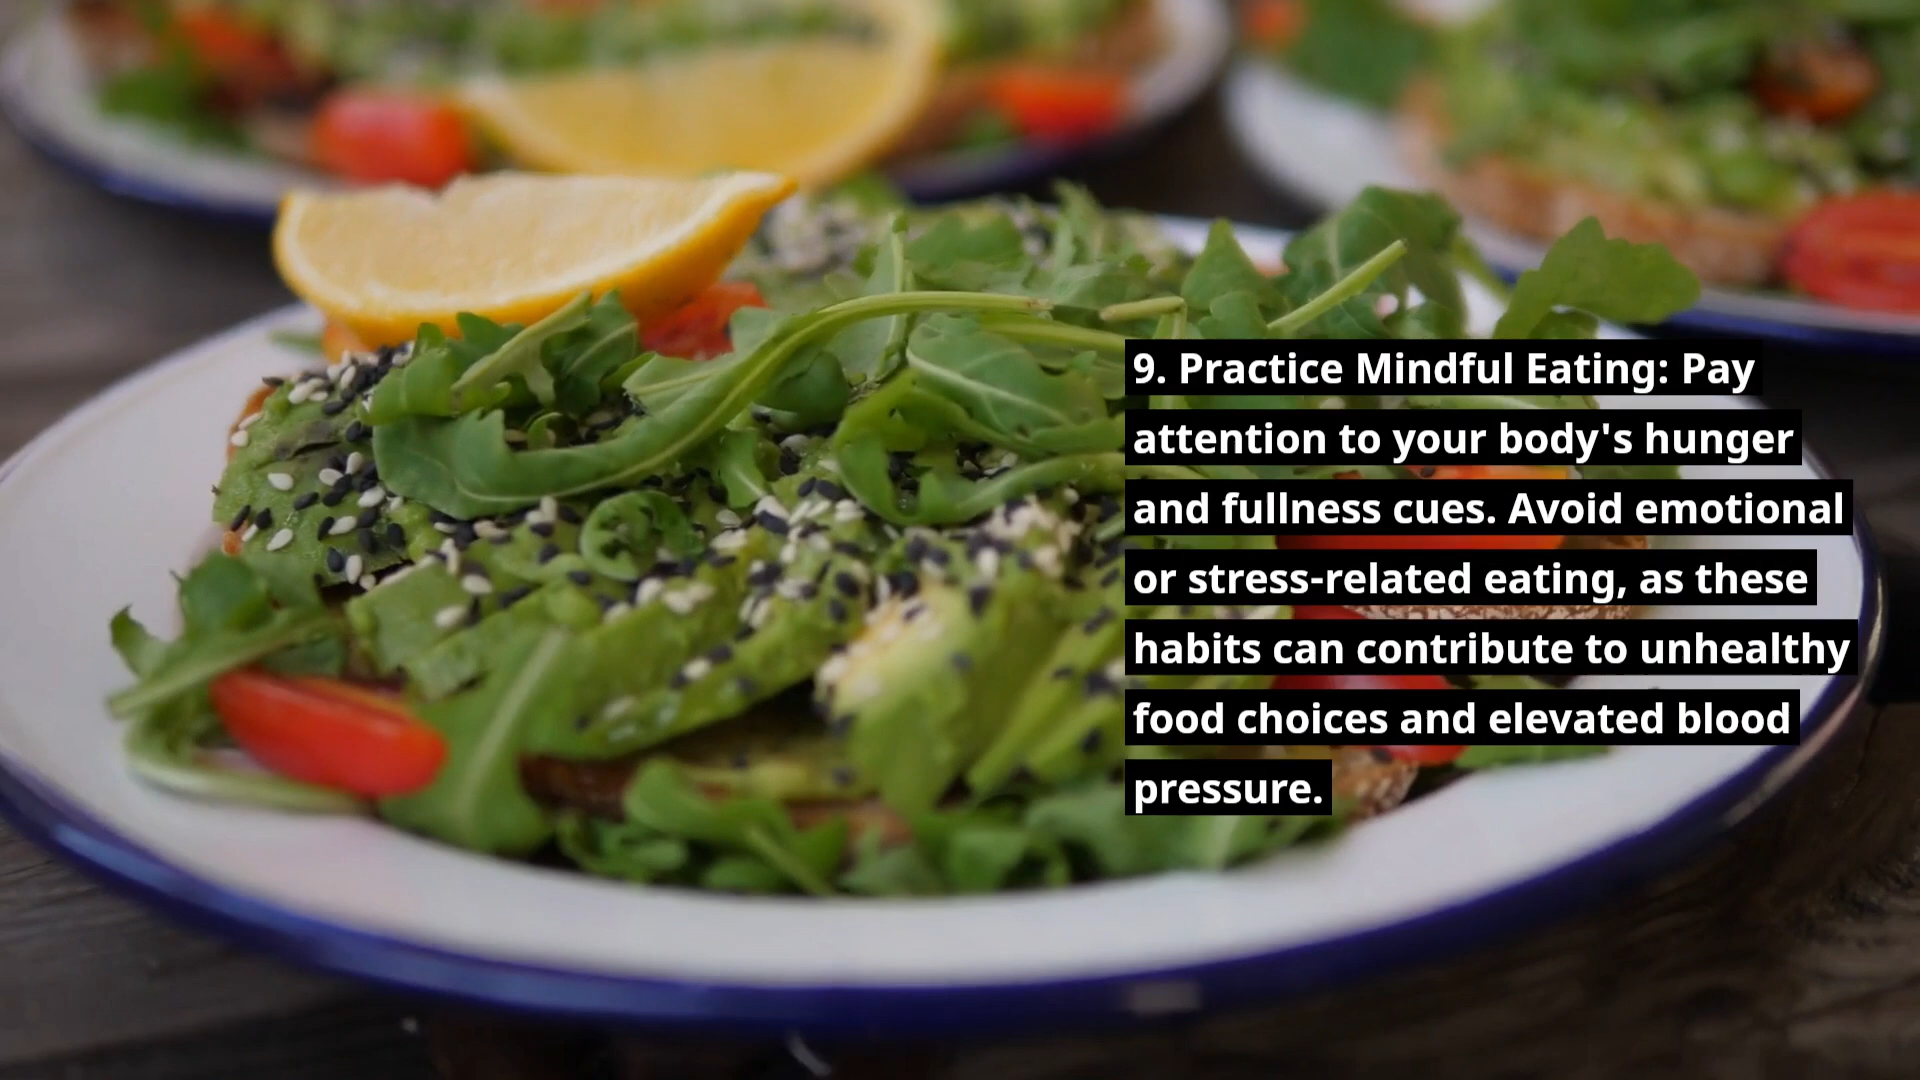 9. Practice Mindful Eating: Pay
attention to your body's hunger
and fullness cues. Avoid emotional
or stress-related eating, as these
habits can contribute to unhealthy
food choices and elevated blood
pressure.